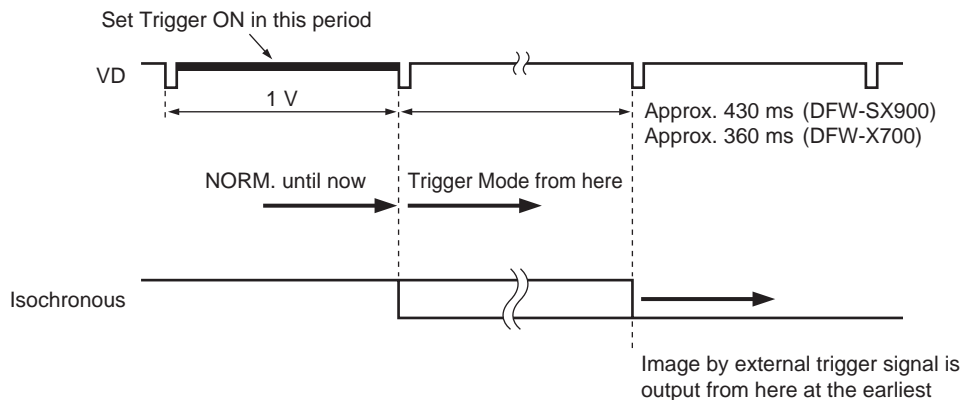 Set Trigger ON in this period
VD
1 V
Approx. 430 ms (DFW-SX900)
Approx. 360 ms (DFW-X700)
NORM. until now
Trigger Mode from here
Isochronous
Image by external trigger signal is
output from here at the earliest